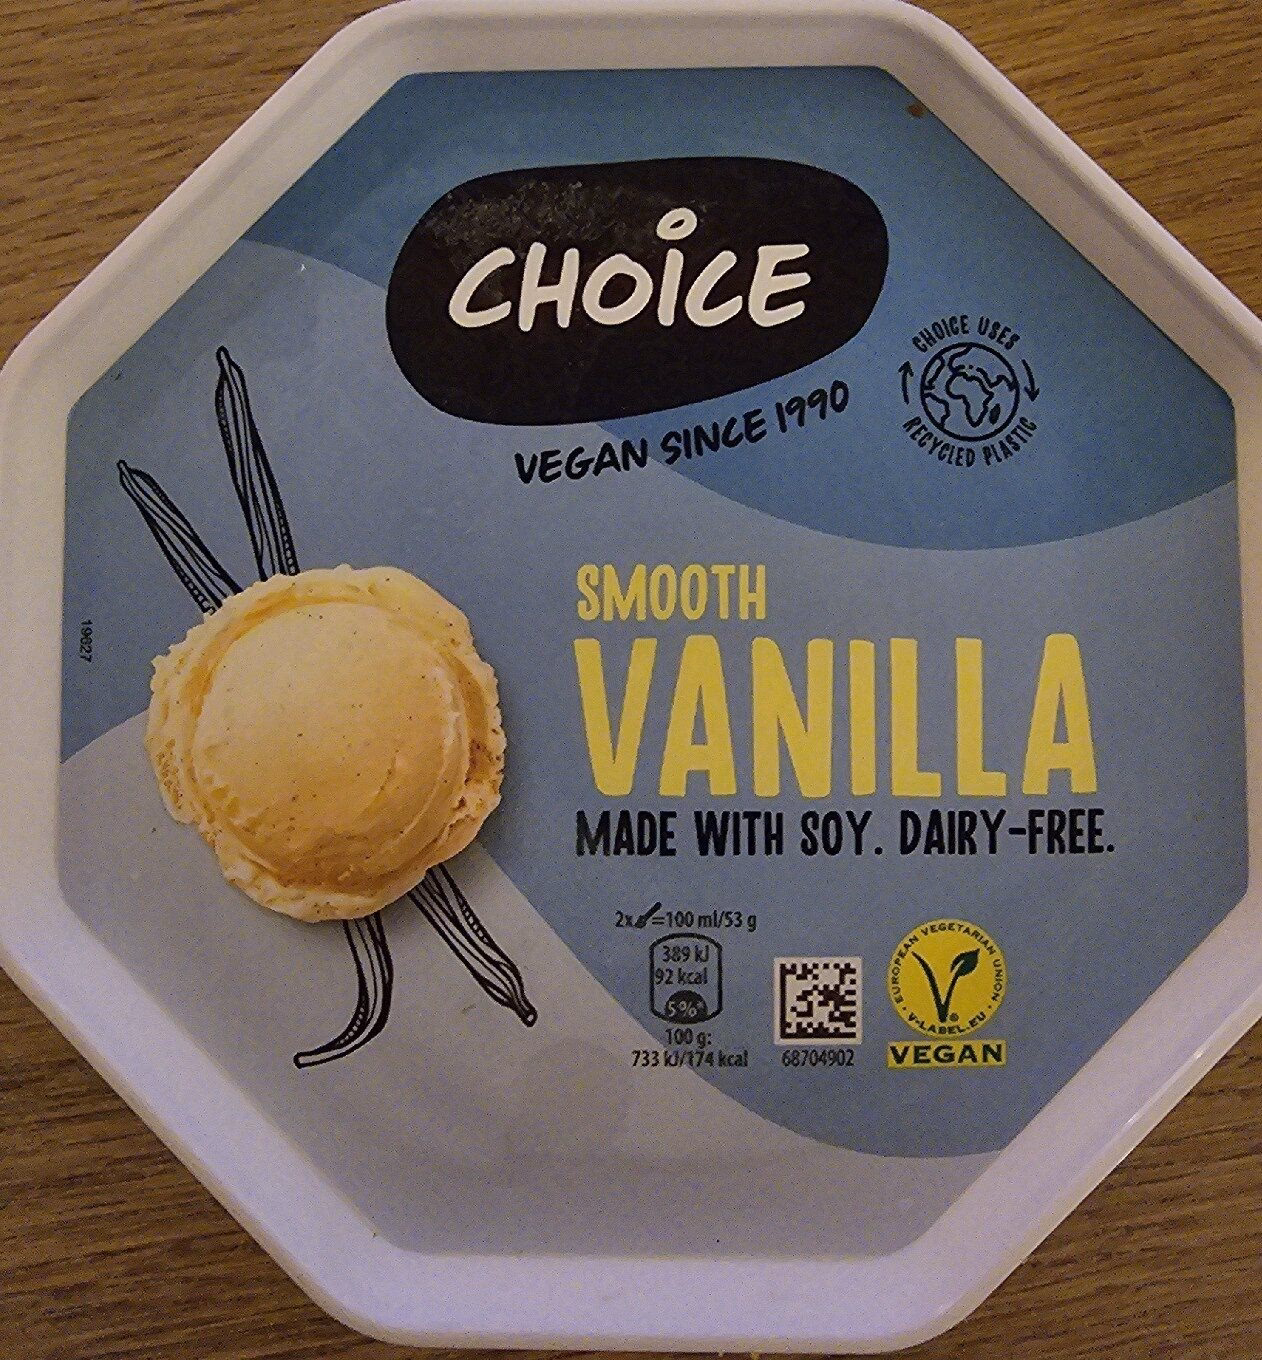 CHOICE
VEGAN SINCE 1990
CHOICE USES
RECYCLED PLASTIC
SMOOTH
VANILLA
MADE WITH SOY. DAIRY-FREE.
19627
2x =100 ml/53 g
389 kJ
92 kcal
5%
100 g:
733 kJ/174 kcal
68704902
EUROPEAN VEGETARIAN UNION
V-LABEL.EU
VEGAN